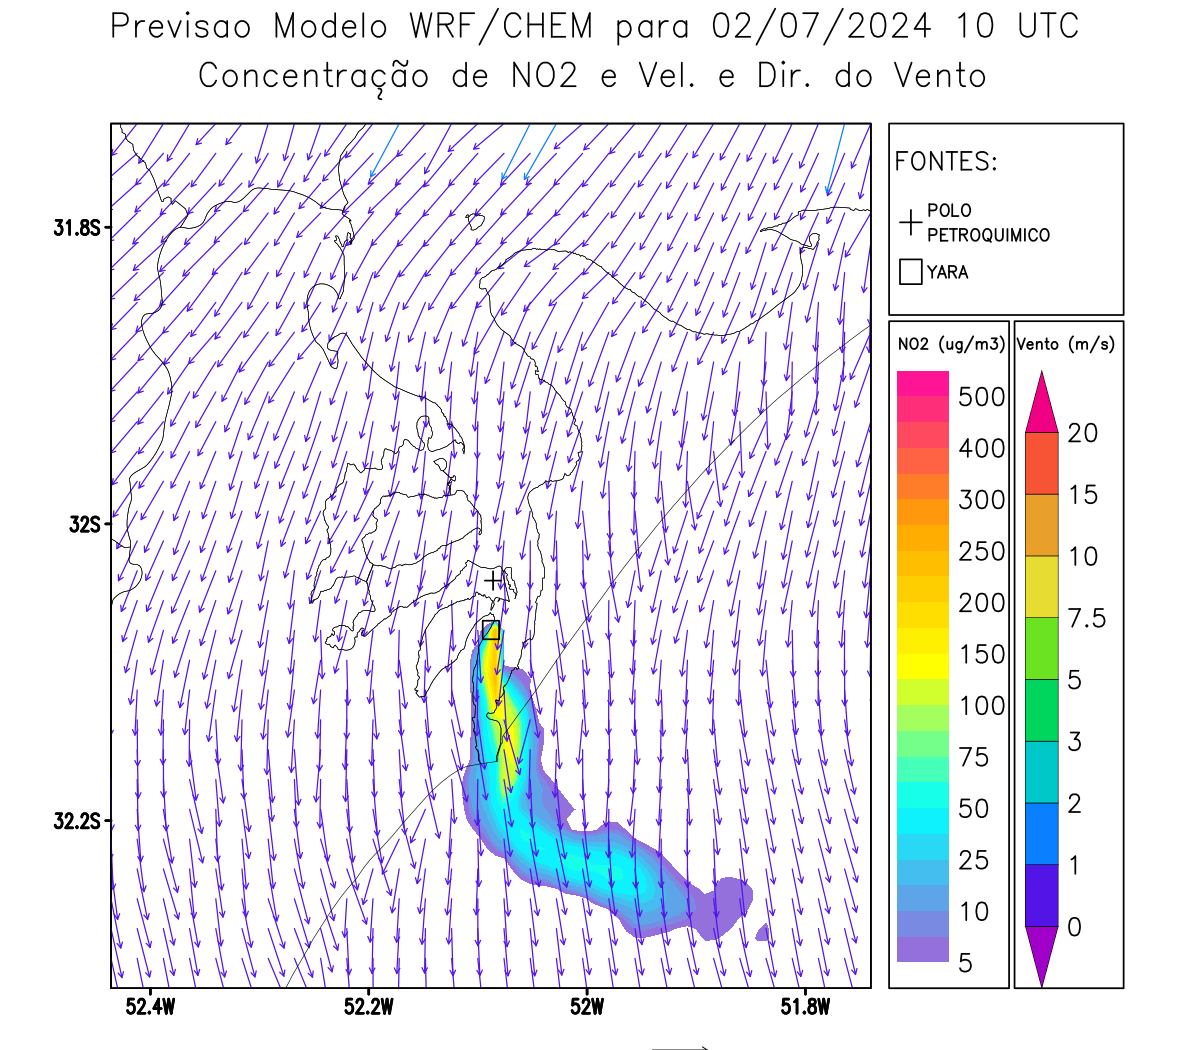 Previsao Modelo WRF/CHEM para 02/07/2024 10 UTC
Concentração de NO2 e Vel. e Dir. do Vento
FONTES:
POLO
PETROQUIMICO
YARA
31.8S
32S
32.2S
52.4W
52.2W
52W
51.8W
NO2 (ug/m3)
500
400
300
250
200
150
100
75
50
25
10
5
Vento (m/s)
20
15
10
7.5
5
3
2
1
0